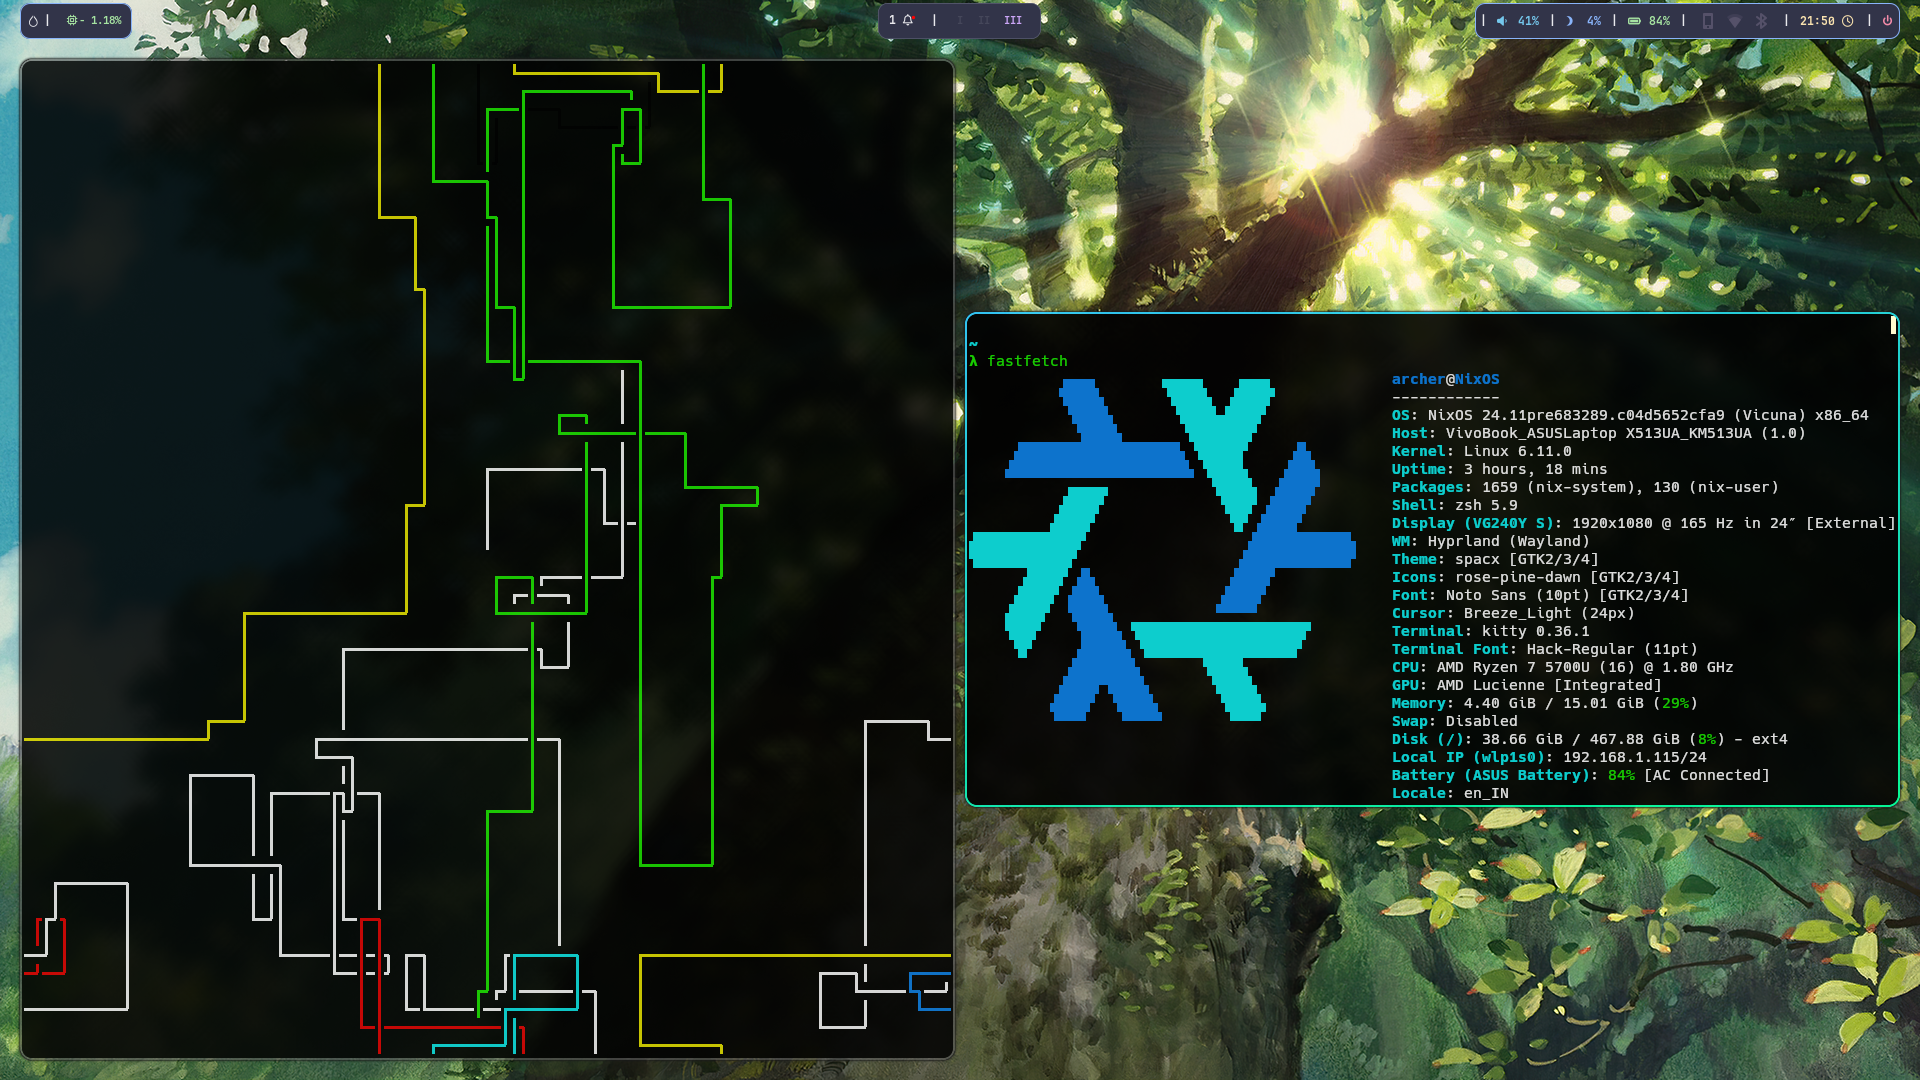 - 1.18%
1
I II III
41% 4% 84% 21:50
~
λ fastfetch
archer@NixOS
------------
OS: NixOS 24.11pre683289.c04d5652cfa9 (Vicuna) x86_64
Host: VivoBook_ASUSLaptop X513UA_KM513UA (1.0)
Kernel: Linux 6.11.0
Uptime: 3 hours, 18 mins
Packages: 1659 (nix-system), 130 (nix-user)
Shell: zsh 5.9
Display (VG240Y S): 1920x1080 @ 165 Hz in 24″ [External]
WM: Hyprland (Wayland)
Theme: spacx [GTK2/3/4]
Icons: rose-pine-dawn [GTK2/3/4]
Font: Noto Sans (10pt) [GTK2/3/4]
Cursor: Breeze_Light (24px)
Terminal: kitty 0.36.1
Terminal Font: Hack-Regular (11pt)
CPU: AMD Ryzen 7 5700U (16) @ 1.80 GHz
GPU: AMD Lucienne [Integrated]
Memory: 4.40 GiB / 15.01 GiB (29%)
Swap: Disabled
Disk (/): 38.66 GiB / 467.88 GiB (8%) - ext4
Local IP (wlp1s0): 192.168.1.115/24
Battery (ASUS Battery): 84% [AC Connected]
Locale: en_IN